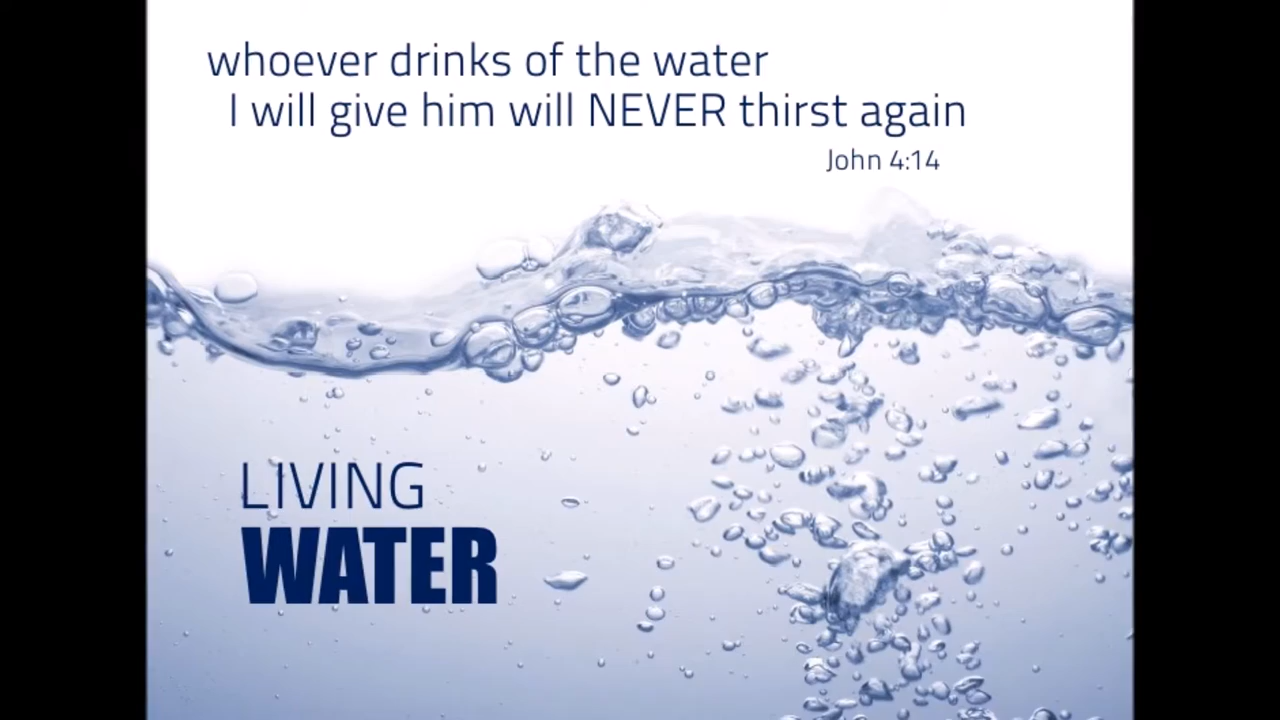 whoever drinks of the water
I will give him will NEVER thirst again
John 4:14
LIVING
WATER